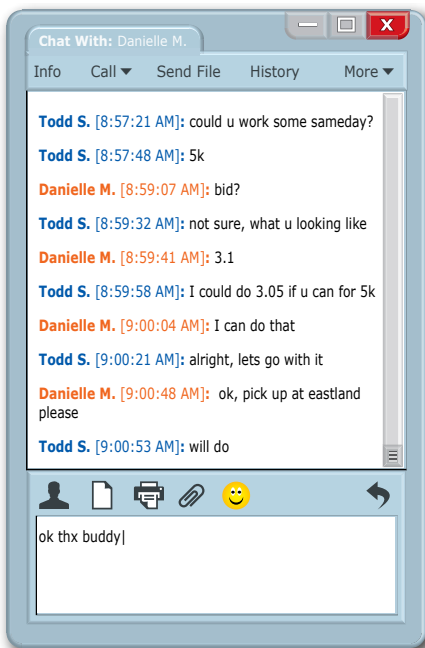 Chat With: Danielle M.
X
Info Call Send File History More
Todd S. [8:57:21 AM]: could u work some sameday?
Todd S. [8:57:48 AM]: 5k
Danielle M. [8:59:07 AM]: bid?
Todd S. [8:59:32 AM]: not sure, what u looking like
Danielle M. [8:59:41 AM]: 3.1
Todd S. [8:59:58 AM]: I could do 3.05 if u can for 5k
Danielle M. [9:00:04 AM]: I can do that
Todd S. [9:00:21 AM]: alright, lets go with it
Danielle M. [9:00:48 AM]: ok, pick up at eastland
please
Todd S. [9:00:53 AM]: will do
ok thx buddy